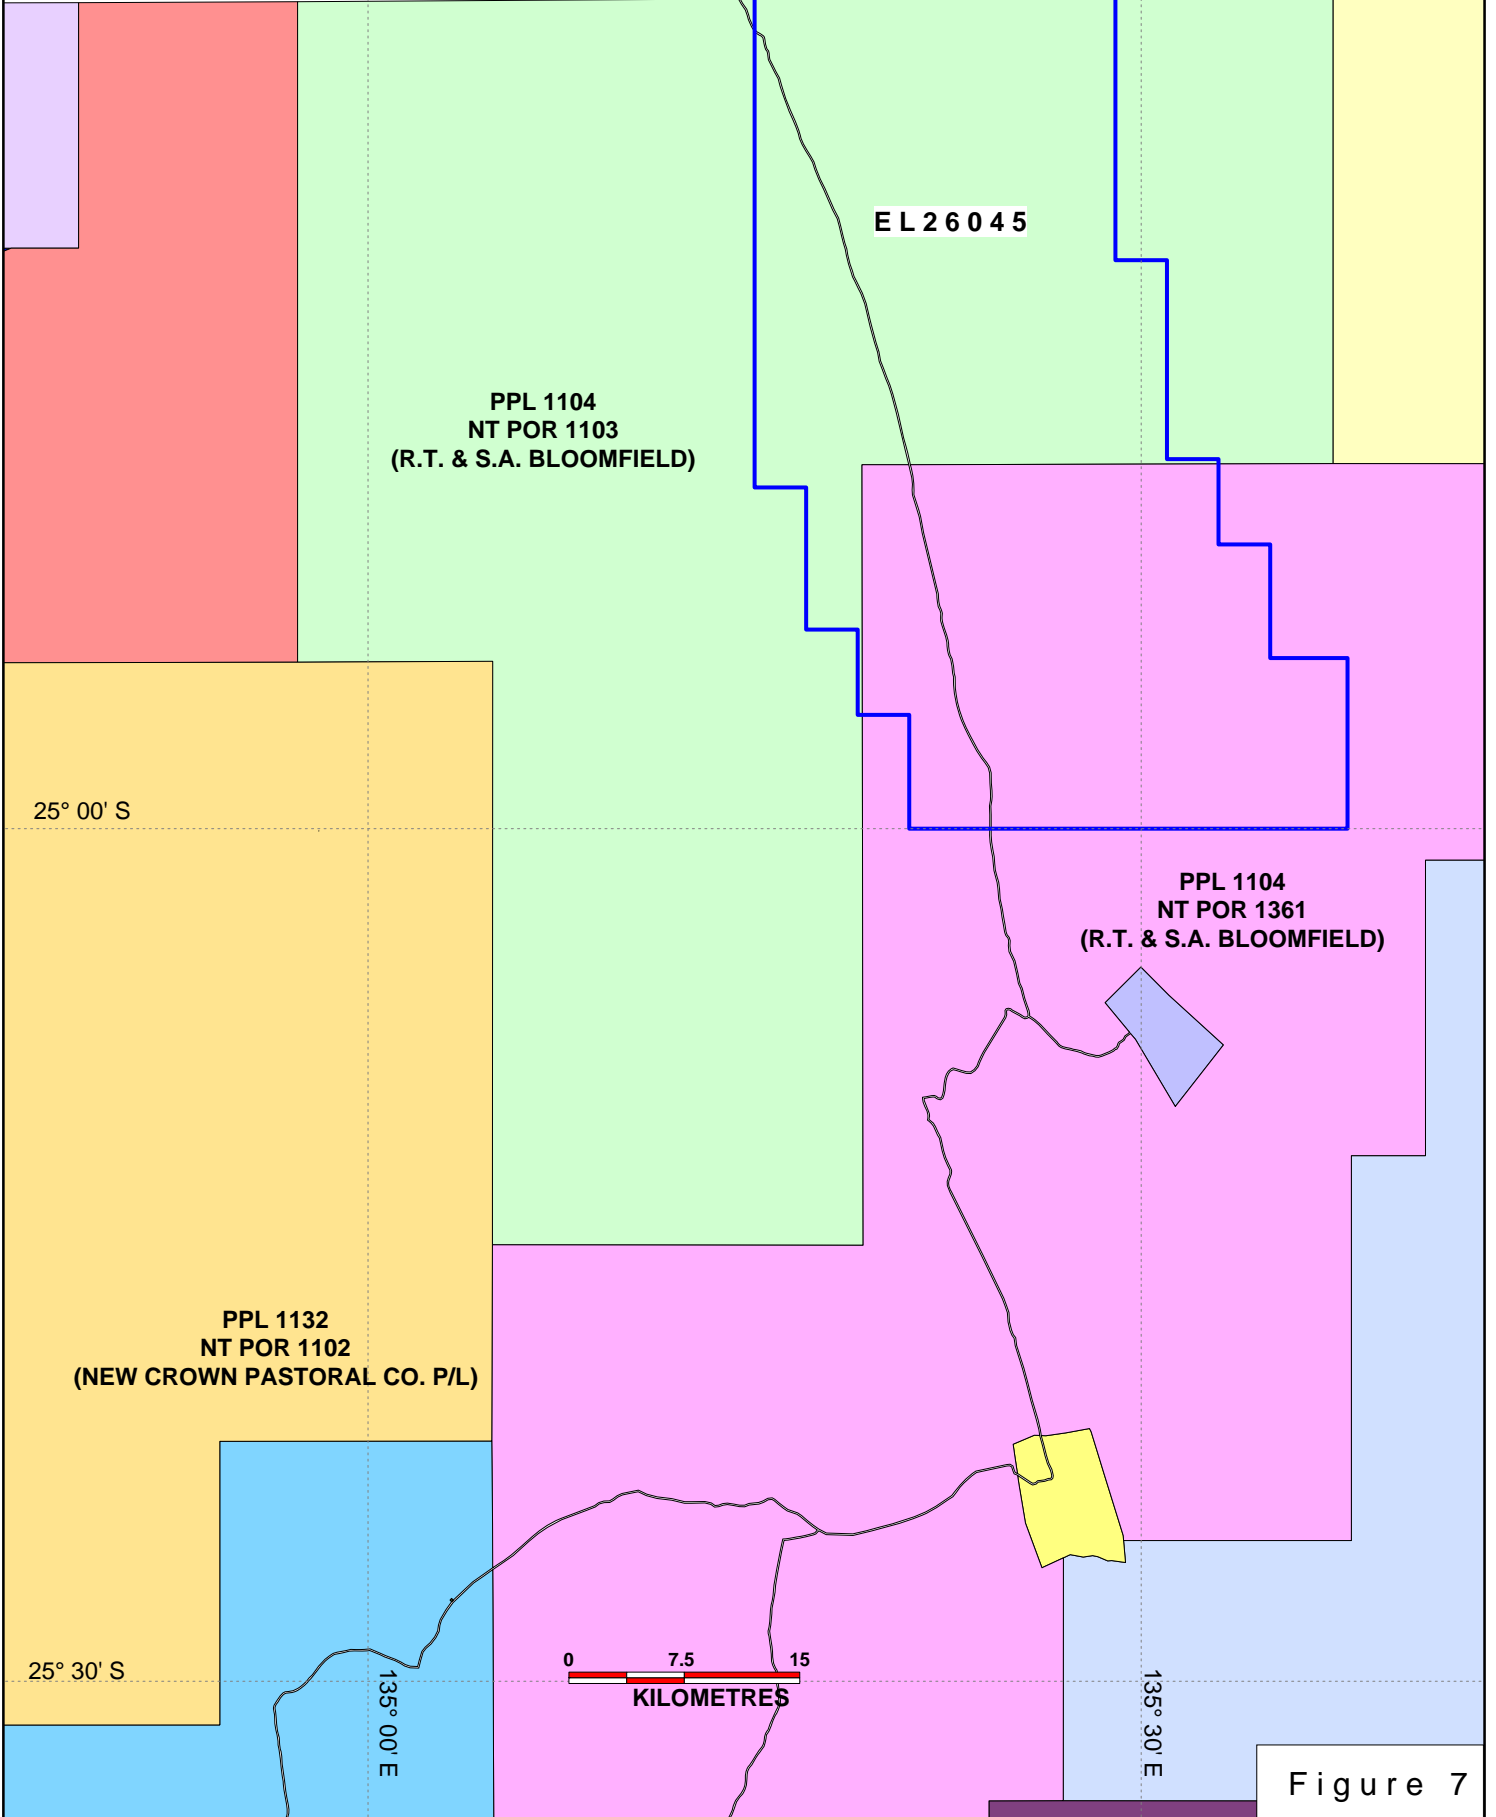 EL26045
PPL 1104
NT POR 1103
(R.T. & S.A. BLOOMFIELD)
25° 00' S
PPL 1104
NT POR 1361
(R.T. & S.A. BLOOMFIELD)
PPL 1132
NT POR 1102
(NEW CROWN PASTORAL CO. P/L)
25° 30' S
0 7.5 15
KILOMETRES
135° 00' E
135° 30' E
Figure 7